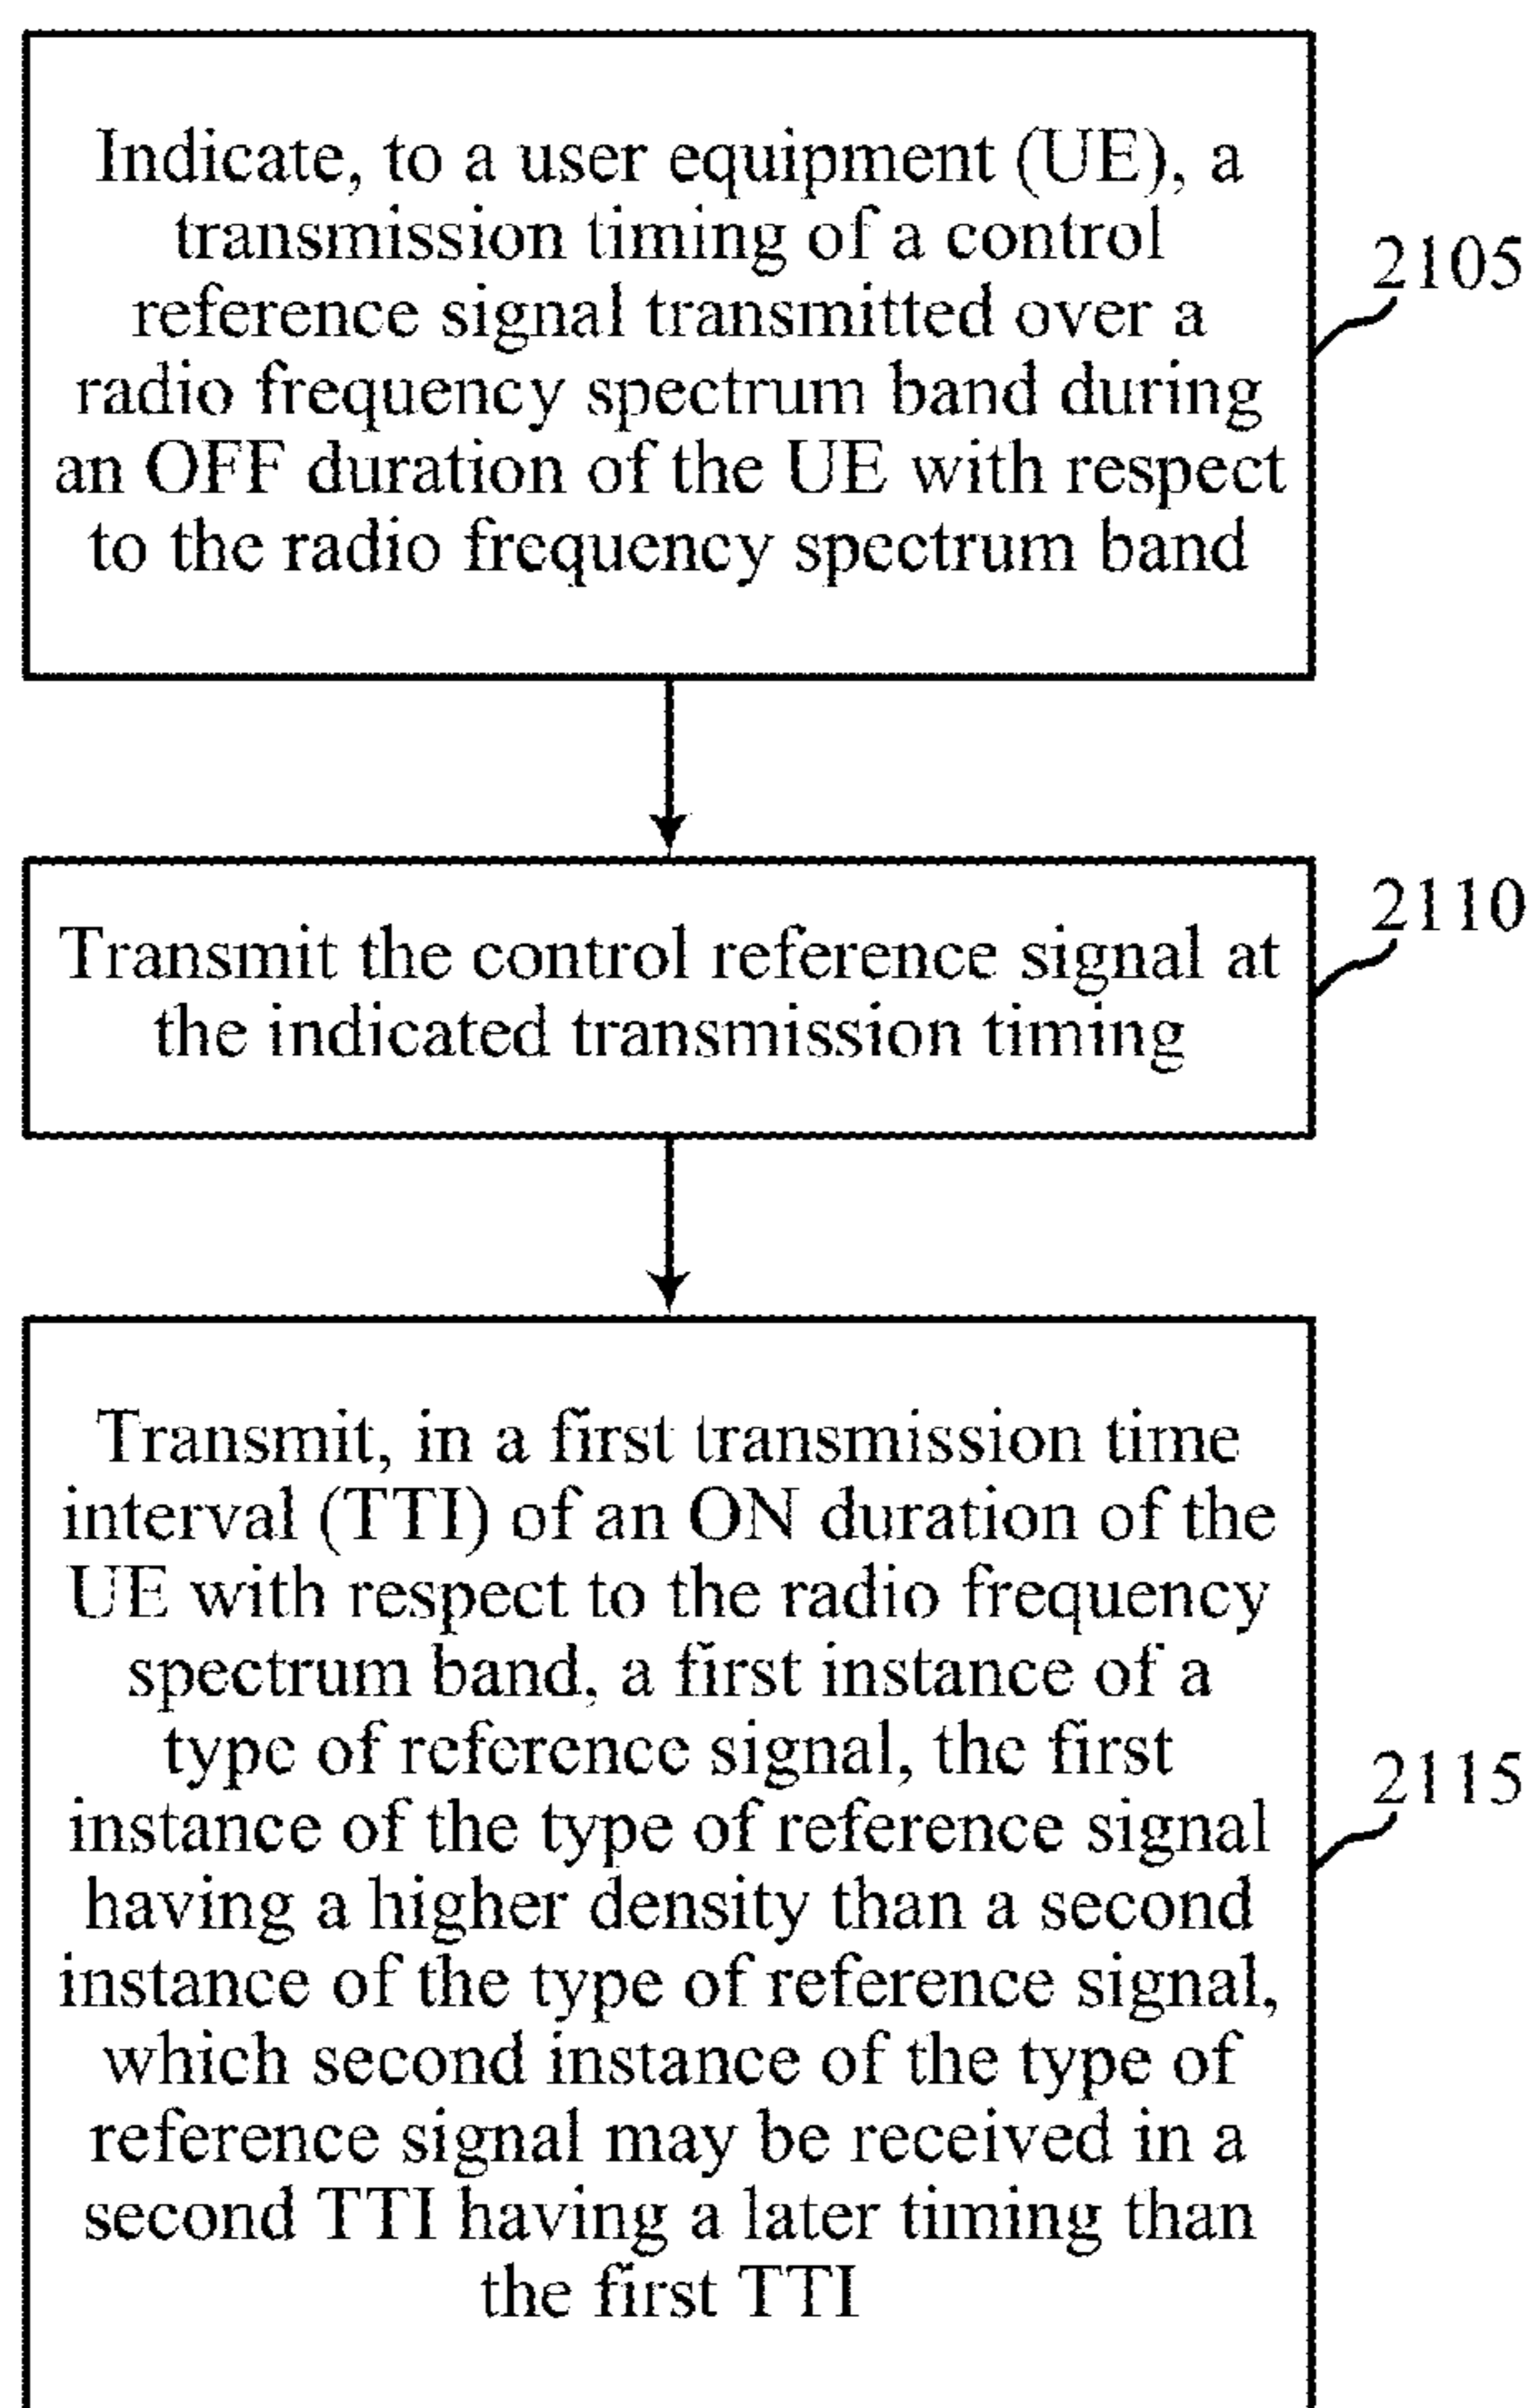 Indicate, to a user equipment (UE), a
transmission timing of a control
reference signal transmitted over a
radio frequency spectrum band during
an OFF duration of the UE with respect
to the radio frequency spectrum band
2105
Transmit the control reference signal at
the indicated transmission timing
2110
Transmit, in a first transmission time
interval (TTI) of an ON duration of the
UE with respect to the radio frequency
spectrum band, a first instance of a
type of reference signal, the first
instance of the type of reference signal
having a higher density than a second
instance of the type of reference signal,
which second instance of the type of
reference signal may be received in a
second TTI having a later timing than
the first TTI
2115